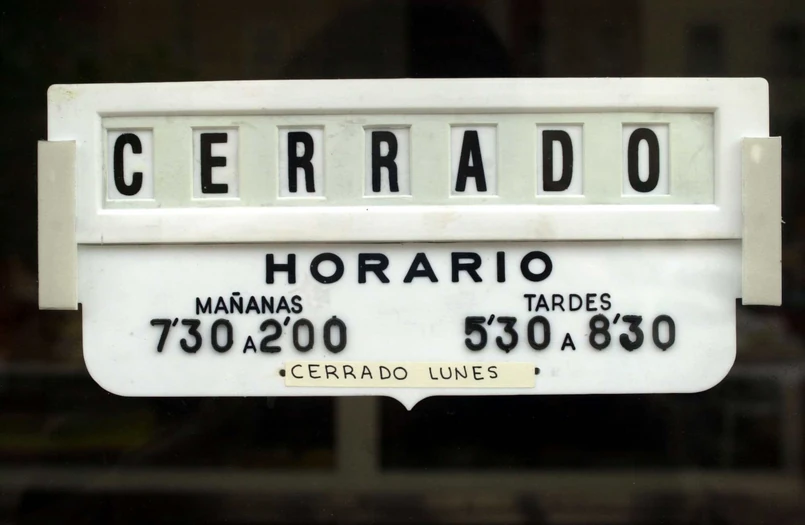 CERRADO
HORARIO
MAÑANAS TARDES
7'30 A 2'00 5'30 A 8'30
CERRADO LUNES